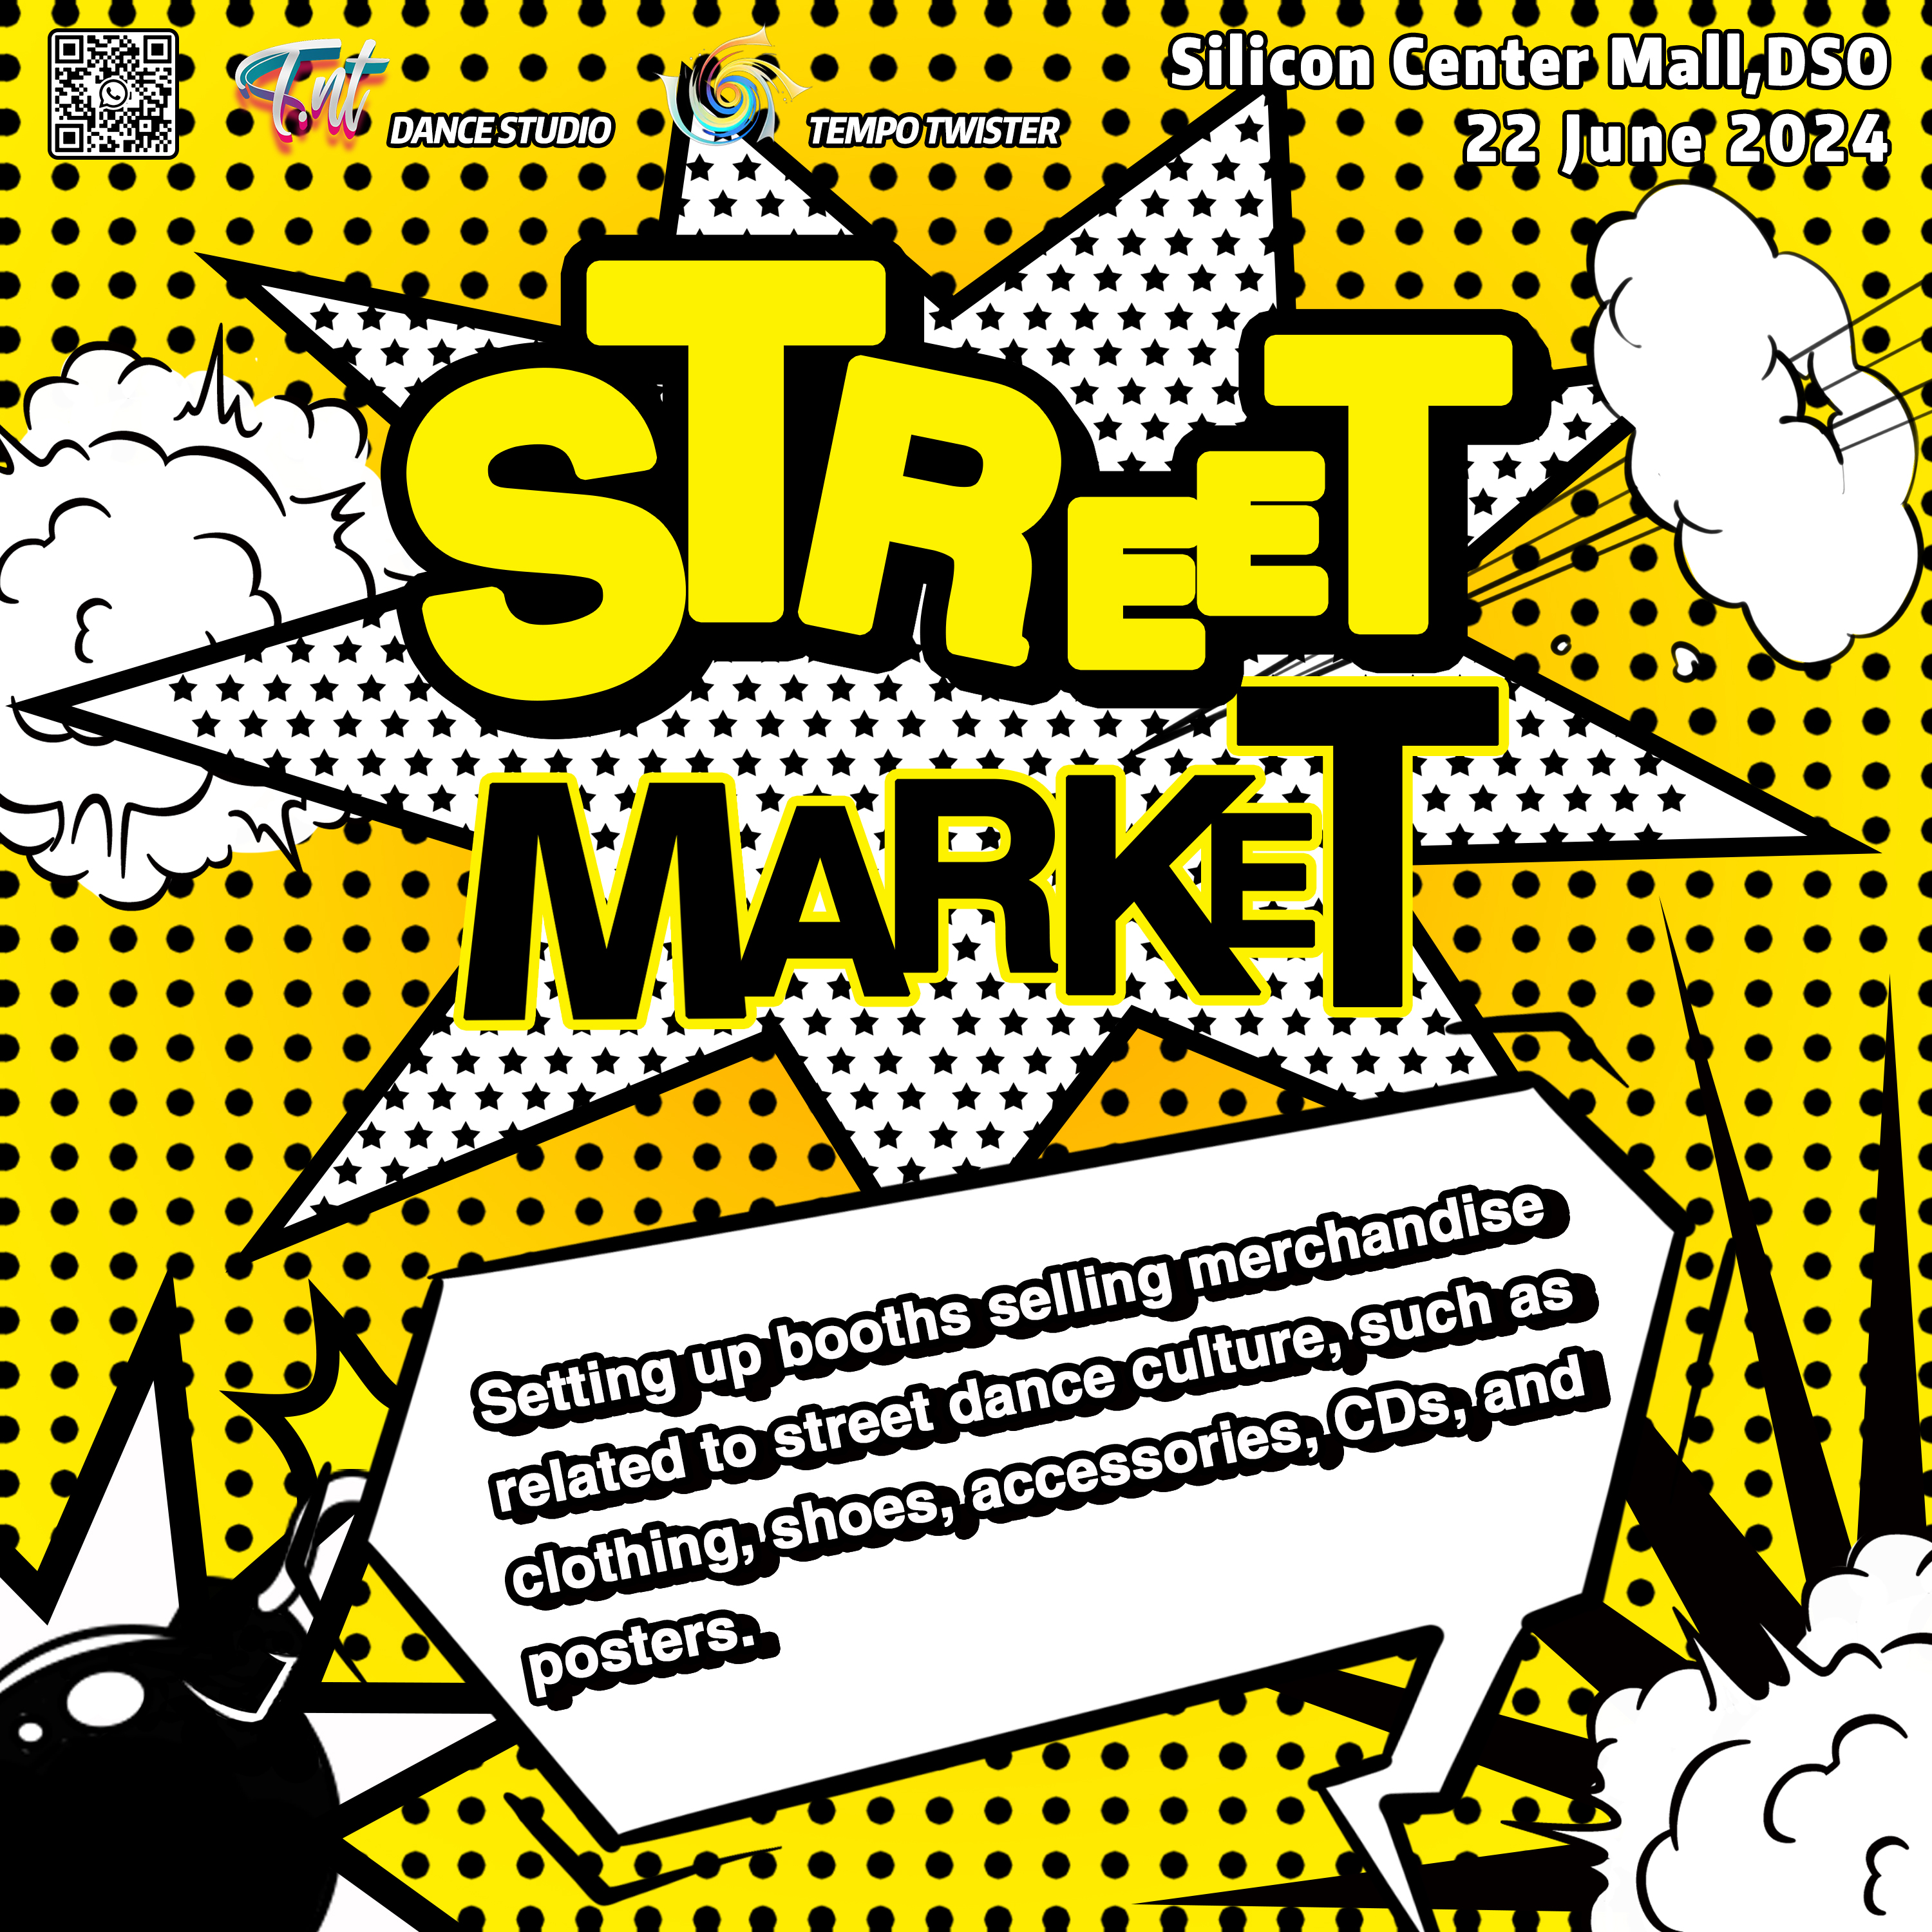 T.nt
DANCE STUDIO
TEMPO TWISTER
Silicon Center Mall,DSO
22 June 2024
STREET
MARKET
Setting up booths selling merchandise
related to street dance culture, such as
clothing, shoes, accessories, CDs, and
posters.